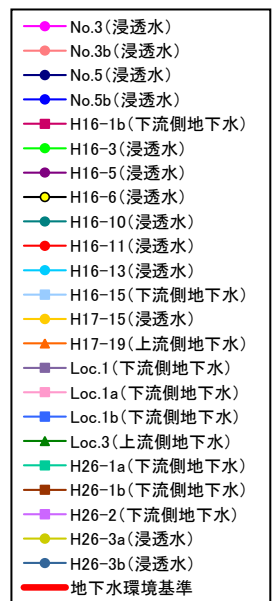 No.3(浸透水)
No.3b(浸透水)
No.5(浸透水)
No.5b(浸透水)
H16-1b(下流側地下水)
H16-3(浸透水)
H16-5(浸透水)
H16-6(浸透水)
H16-10(浸透水)
H16-11(浸透水)
H16-13(浸透水)
H16-15(下流側地下水)
H17-15(浸透水)
H17-19(上流側地下水)
Loc.1(下流側地下水)
Loc.1a(下流側地下水)
Loc.1b(下流側地下水)
Loc.3(上流側地下水)
H26-1a(下流側地下水)
H26-1b(下流側地下水)
H26-2(下流側地下水)
H26-3a(浸透水)
H26-3b(浸透水)
地下水環境基準